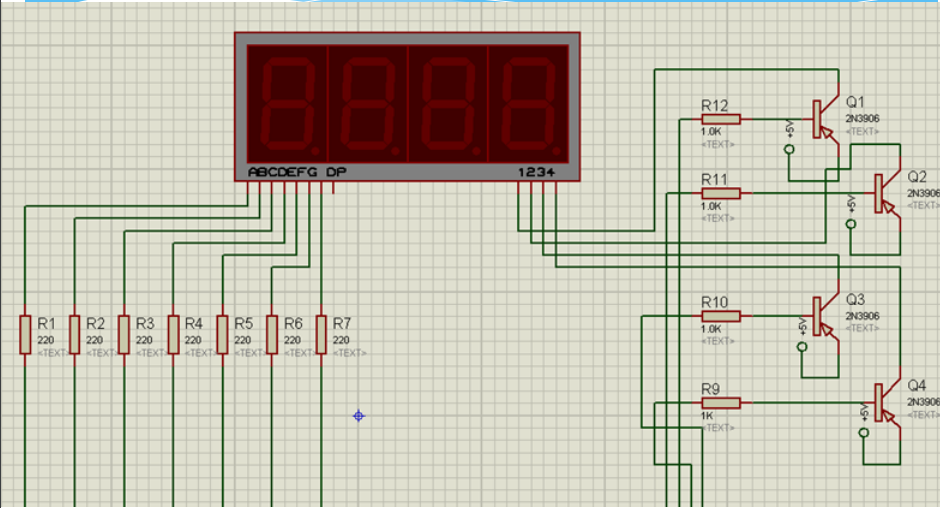 ABCDEFG DP
1234
R1
220
<TEXT>
R2
220
<TEXT>
R3
220
<TEXT>
R4
220
<TEXT>
R5
220
<TEXT>
R6
220
<TEXT>
R7
220
<TEXT>
R12
1.0K
<TEXT>
+5V
Q1
2N3906
<TEXT>
R11
1.0K
<TEXT>
+5V
Q2
2N3906
<TEXT>
R10
1.0K
<TEXT>
+5V
Q3
2N3906
<TEXT>
R9
1K
<TEXT>
+5V
Q4
2N3906
<TEXT>